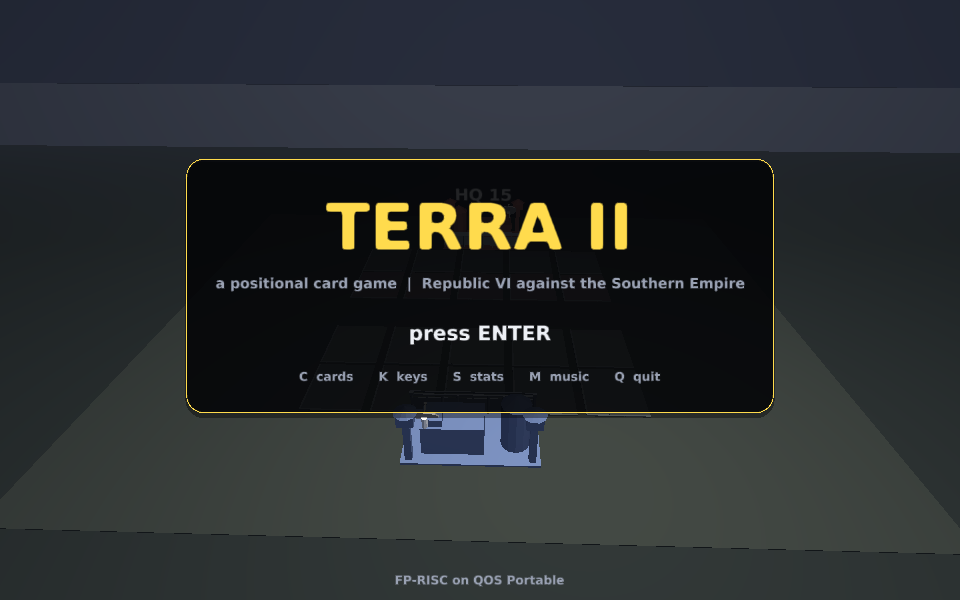 HQ 15
TERRA II
a positional card game | Republic VI against the Southern Empire
press ENTER
C cards K keys S stats M music Q quit
FP-RISC on QOS Portable